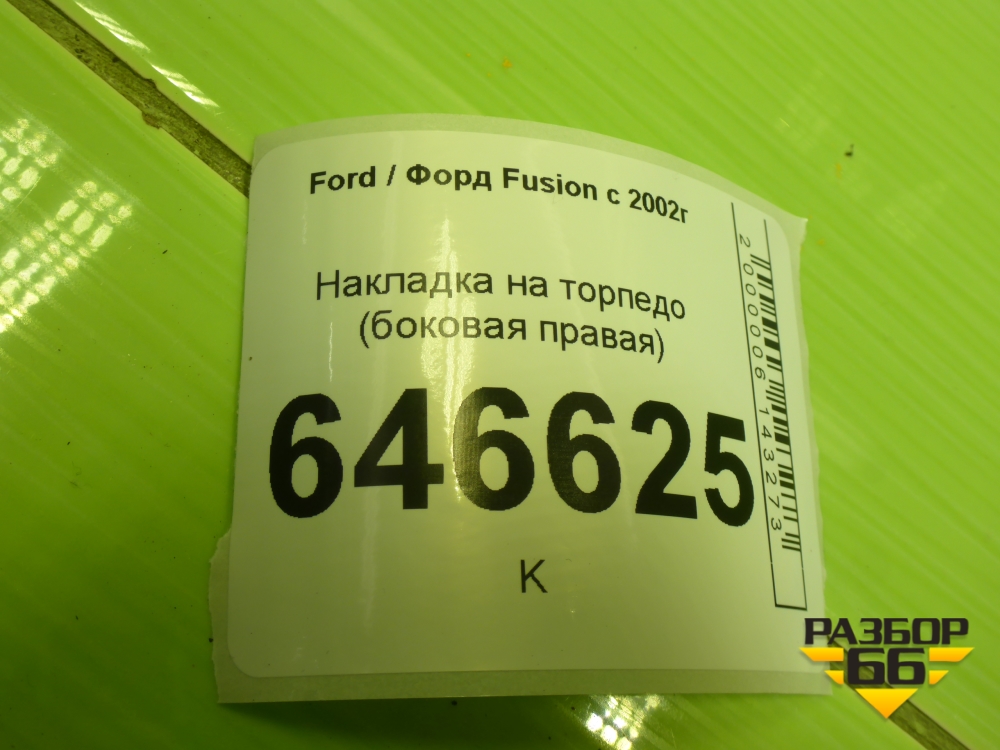 Ford / Форд Fusion с 2002г
Накладка на торпедо
(боковая правая)
646625
К
2000006143273
РАЗБОР
66